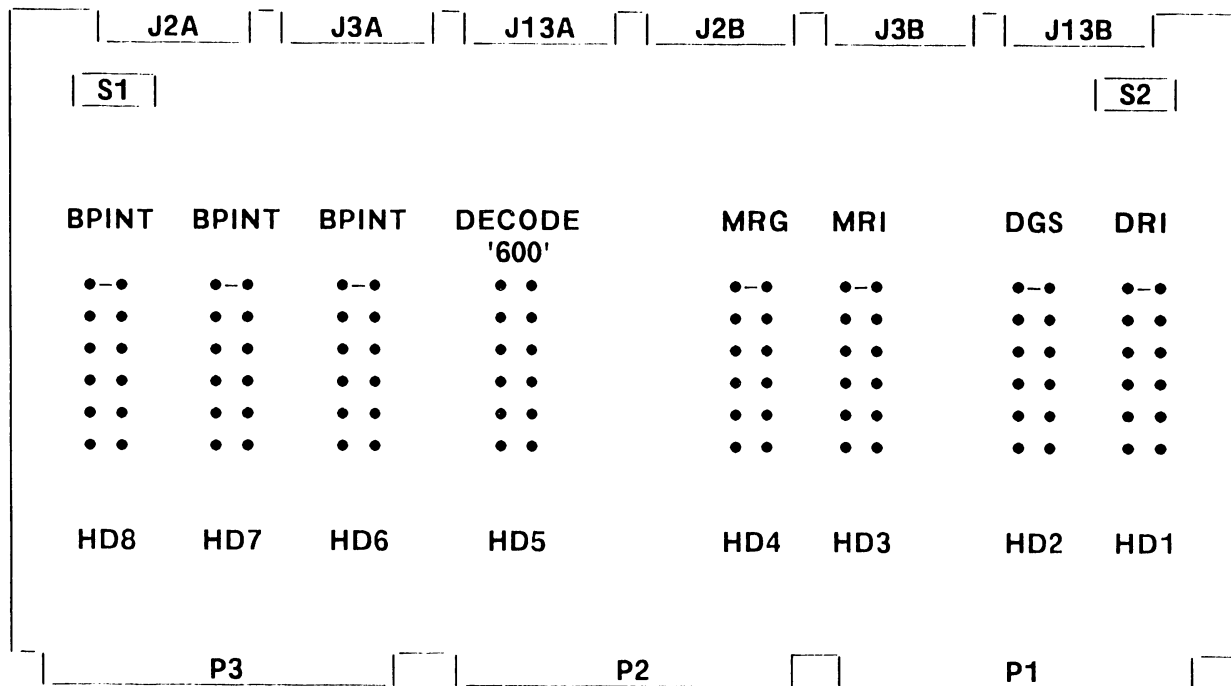 J2A J3A J13A J2B J3B J13B
S1 S2
BPINT BPINT BPINT DECODE MRG MRI DGS DRI
'600'
HD8 HD7 HD6 HD5 HD4 HD3 HD2 HD1
P3 P2 P1